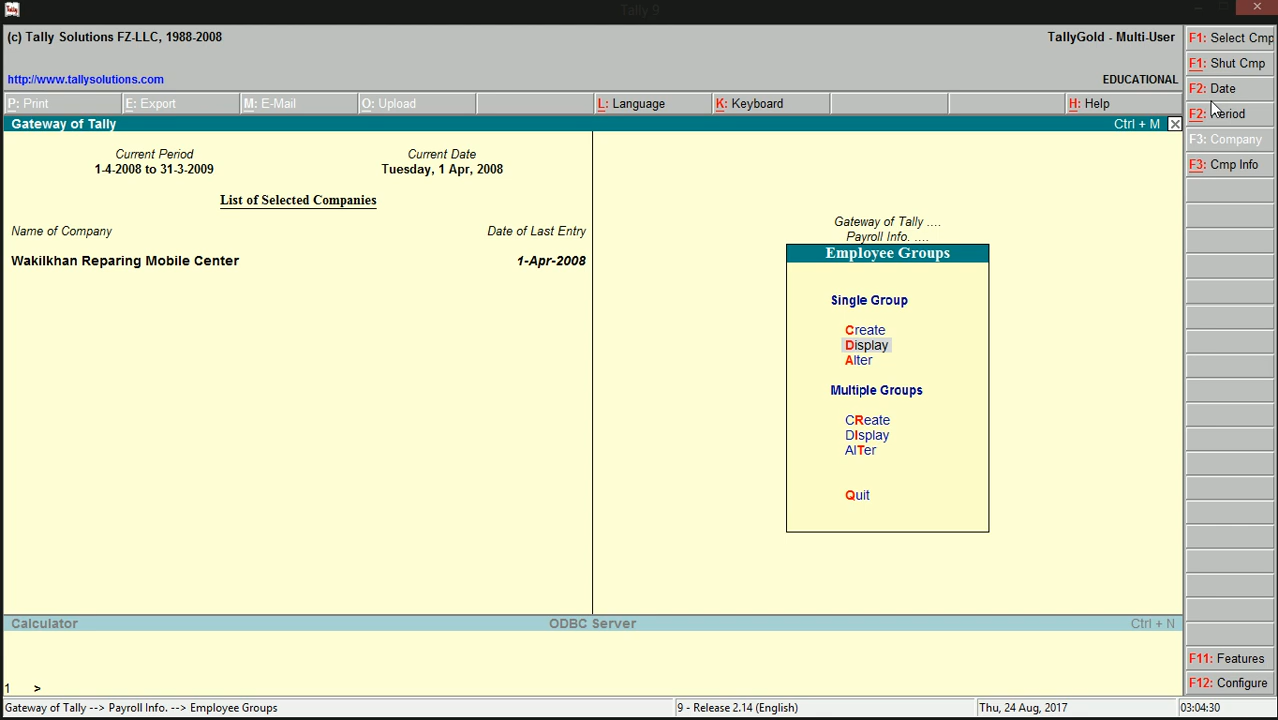 Tally 9
(c) Tally Solutions FZ-LLC, 1988-2008
TallyGold - Multi-User
http://www.tallysolutions.com
EDUCATIONAL
P: Print
E: Export
M: E-Mail
O: Upload
L: Language
K: Keyboard
H: Help
Gateway of Tally
Ctrl + M
Current Period
1-4-2008 to 31-3-2009
Current Date
Tuesday, 1 Apr, 2008
List of Selected Companies
Name of Company
Date of Last Entry
Wakilkhan Reparing Mobile Center
1-Apr-2008
Gateway of Tally ....
Payroll Info. ....
Employee Groups
Single Group
Create
Display
Alter
Multiple Groups
CReate
DIsplay
AlTer
Quit
F1: Select Cmp
F1: Shut Cmp
F2: Date
F2: Period
F3: Company
F3: Cmp Info
F11: Features
F12: Configure
Calculator
ODBC Server
Ctrl + N
1 >
Gateway of Tally --> Payroll Info. --> Employee Groups
9 - Release 2.14 (English)
Thu, 24 Aug, 2017
03:04:30